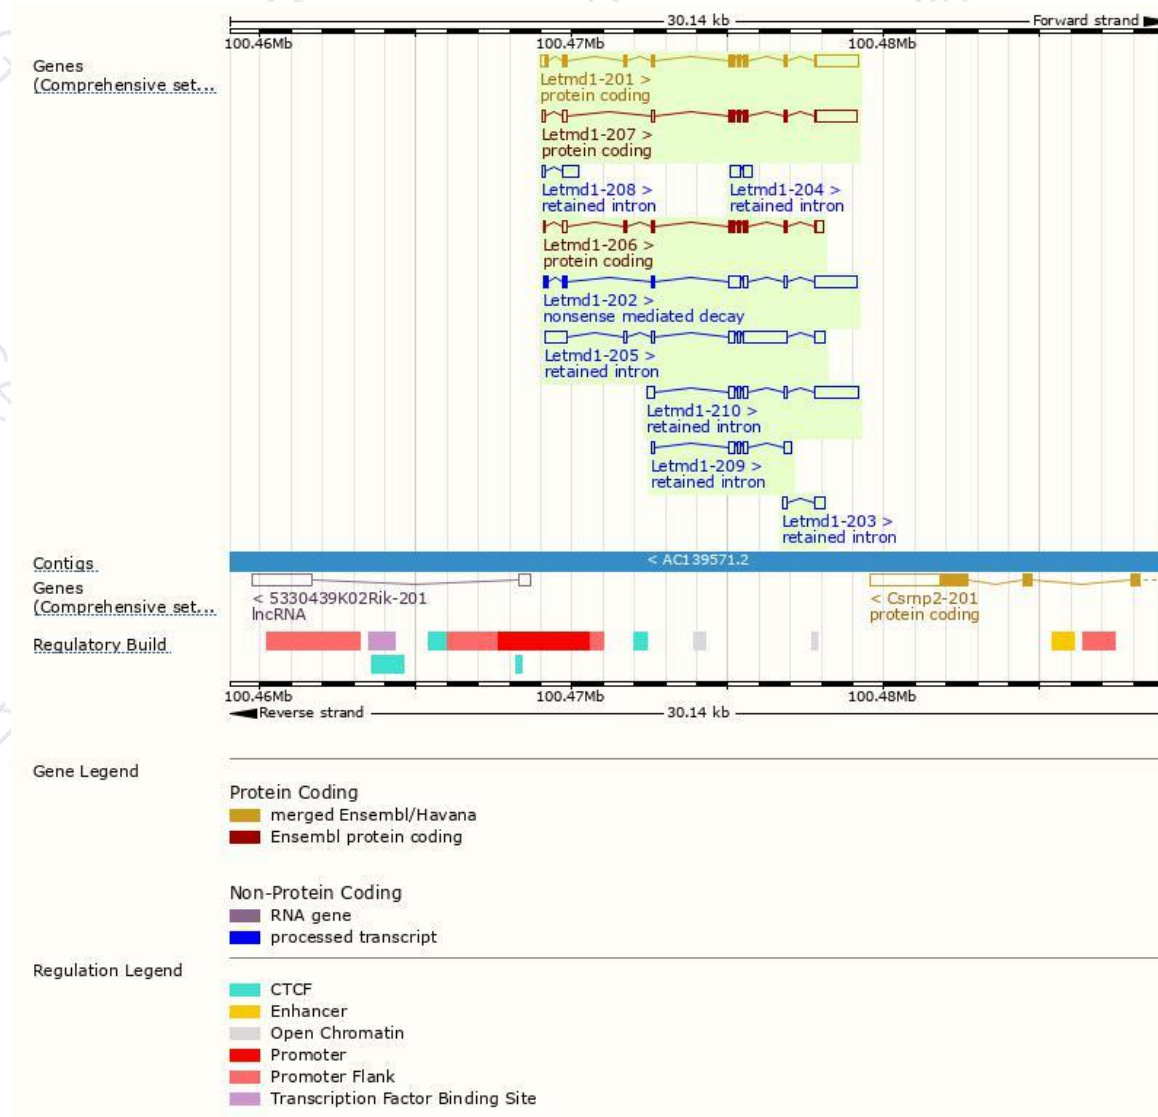 30.14 kb
Forward strand
100.46Mb 100.47Mb 100.48Mb
Genes
(Comprehensive set...
Letmd1-201 >
protein coding
Letmd1-207 >
protein coding
Letmd1-208 > Letmd1-204 >
retained intron retained intron
Letmd1-206 >
protein coding
Letmd1-202 >
nonsense mediated decay
Letmd1-205 >
retained intron
Letmd1-210 >
retained intron
Letmd1-209 >
retained intron
Letmd1-203 >
retained intron
Contigs
< AC139571.2
Genes
(Comprehensive set...
< 5330439K02Rik-201 < Csrnp2-201
lncRNA protein coding
Regulatory Build
100.46Mb 100.47Mb 100.48Mb
Reverse strand 30.14 kb
Gene Legend
Protein Coding
merged Ensembl/Havana
Ensembl protein coding
Non-Protein Coding
RNA gene
processed transcript
Regulation Legend
CTCF
Enhancer
Open Chromatin
Promoter
Promoter Flank
Transcription Factor Binding Site